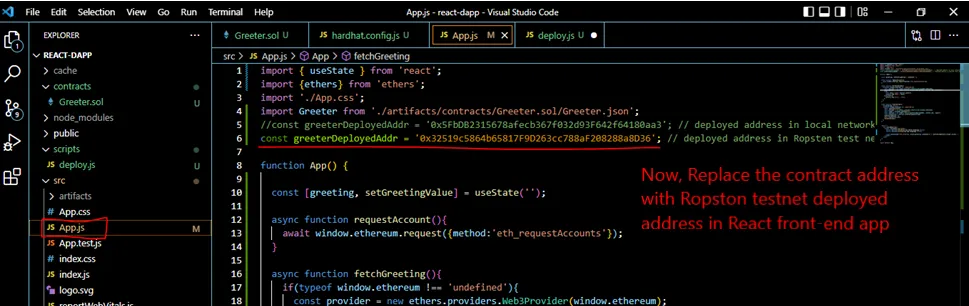 File Edit Selection View Go Run Terminal Help
App.js - react-dapp - Visual Studio Code
EXPLORER
REACT-DAPP
cache
contracts
Greeter.sol U
node_modules
public
scripts
deploy.js U
src
artifacts
App.css
App.js M
App.test.js
index.css
index.js
logo.svg
reportWebVitals.js
1
9
Greeter.sol U
hardhat.config.js U
App.js M
deploy.js U
src > App.js > App > fetchGreeting
1 import { useState } from 'react';
2 import {ethers} from 'ethers';
3 import './App.css';
4 import Greeter from './artifacts/contracts/Greeter.sol/Greeter.json';
5 //const greeterDeployedAddr = '0x5FbDB2315678afecb367f032d93F642f64180aa3'; // deployed address in local network
6 const greeterDeployedAddr = '0x32519c5864b65817F9D263cc788aF208288a8D36'; // deployed address in Ropsten test ne
7
8 function App() {
9
10 const [greeting, setGreetingValue] = useState('');
11
12 async function requestAccount(){
13 await window.ethereum.request({method:'eth_requestAccounts'});
14 }
15
16 async function fetchGreeting(){
17 if(typeof window.ethereum !== 'undefined'){
18 const provider = new ethers.providers.Web3Provider(window.ethereum);
Now, Replace the contract address
with Ropston testnet deployed
address in React front-end app